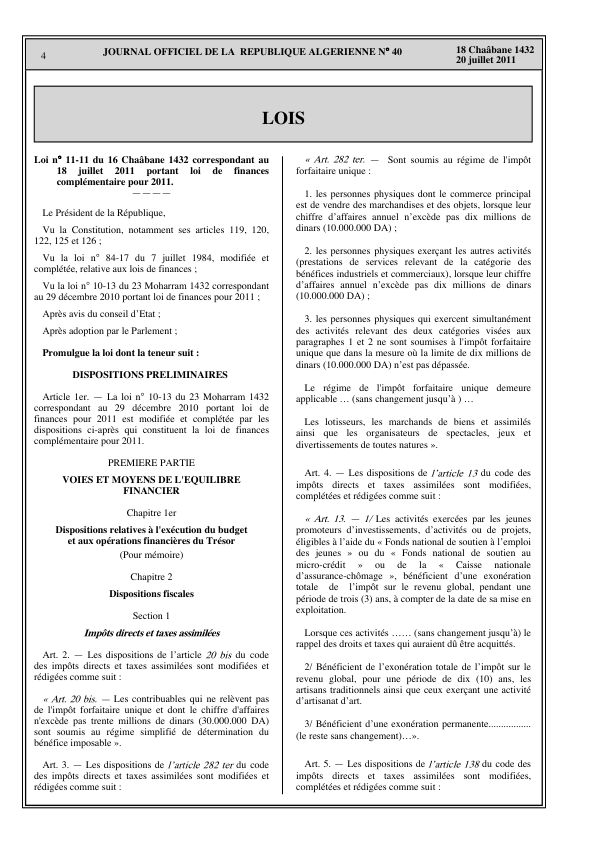 4
JOURNAL OFFICIEL DE LA REPUBLIQUE ALGERIENNE N° 40
18 Chaâbane 1432
20 juillet 2011
LOIS
Loi n° 11-11 du 16 Chaâbane 1432 correspondant au
18 juillet 2011 portant loi de finances
complémentaire pour 2011.
————
Le Président de la République,
Vu la Constitution, notamment ses articles 119, 120,
122, 125 et 126 ;
Vu la loi n° 84-17 du 7 juillet 1984, modifiée et
complétée, relative aux lois de finances ;
Vu la loi n° 10-13 du 23 Moharram 1432 correspondant
au 29 décembre 2010 portant loi de finances pour 2011 ;
Après avis du conseil d'Etat ;
Après adoption par le Parlement ;
Promulgue la loi dont la teneur suit :
DISPOSITIONS PRELIMINAIRES
Article 1er. — La loi n° 10-13 du 23 Moharram 1432
correspondant au 29 décembre 2010 portant loi de
finances pour 2011 est modifiée et complétée par les
dispositions ci-après qui constituent la loi de finances
complémentaire pour 2011.
PREMIERE PARTIE
VOIES ET MOYENS DE L'EQUILIBRE
FINANCIER
Chapitre 1er
Dispositions relatives à l'exécution du budget
et aux opérations financières du Trésor
(Pour mémoire)
Chapitre 2
Dispositions fiscales
Section 1
Impôts directs et taxes assimilées
Art. 2. — Les dispositions de l'article 20 bis du code
des impôts directs et taxes assimilées sont modifiées et
rédigées comme suit :
« Art. 20 bis. — Les contribuables qui ne relèvent pas
de l'impôt forfaitaire unique et dont le chiffre d'affaires
n'excède pas trente millions de dinars (30.000.000 DA)
sont soumis au régime simplifié de détermination du
bénéfice imposable ».
Art. 3. — Les dispositions de l'article 282 ter du code
des impôts directs et taxes assimilées sont modifiées et
rédigées comme suit :
« Art. 282 ter. — Sont soumis au régime de l'impôt
forfaitaire unique :
1. les personnes physiques dont le commerce principal
est de vendre des marchandises et des objets, lorsque leur
chiffre d'affaires annuel n'excède pas dix millions de
dinars (10.000.000 DA) ;
2. les personnes physiques exerçant les autres activités
(prestations de services relevant de la catégorie des
bénéfices industriels et commerciaux), lorsque leur chiffre
d'affaires annuel n'excède pas dix millions de dinars
(10.000.000 DA) ;
3. les personnes physiques qui exercent simultanément
des activités relevant des deux catégories visées aux
paragraphes 1 et 2 ne sont soumises à l'impôt forfaitaire
unique que dans la mesure où la limite de dix millions de
dinars (10.000.000 DA) n'est pas dépassée.
Le régime de l'impôt forfaitaire unique demeure
applicable … (sans changement jusqu'à ) …
Les lotisseurs, les marchands de biens et assimilés
ainsi que les organisateurs de spectacles, jeux et
divertissements de toutes natures ».
Art. 4. — Les dispositions de l'article 13 du code des
impôts directs et taxes assimilées sont modifiées,
complétées et rédigées comme suit :
« Art. 13. — 1/ Les activités exercées par les jeunes
promoteurs d'investissements, d'activités ou de projets,
éligibles à l'aide du « Fonds national de soutien à l'emploi
des jeunes » ou du « Fonds national de soutien au
micro-crédit » ou de la « Caisse nationale
d'assurance-chômage », bénéficient d'une exonération
totale de l'impôt sur le revenu global, pendant une
période de trois (3) ans, à compter de la date de sa mise en
exploitation.
Lorsque ces activités …… (sans changement jusqu'à) le
rappel des droits et taxes qui auraient dû être acquittés.
2/ Bénéficient de l'exonération totale de l'impôt sur le
revenu global, pour une période de dix (10) ans, les
artisans traditionnels ainsi que ceux exerçant une activité
d'artisanat d'art.
3/ Bénéficient d'une exonération permanente.................
(le reste sans changement)…».
Art. 5. — Les dispositions de l'article 138 du code des
impôts directs et taxes assimilées sont modifiées,
complétées et rédigées comme suit :